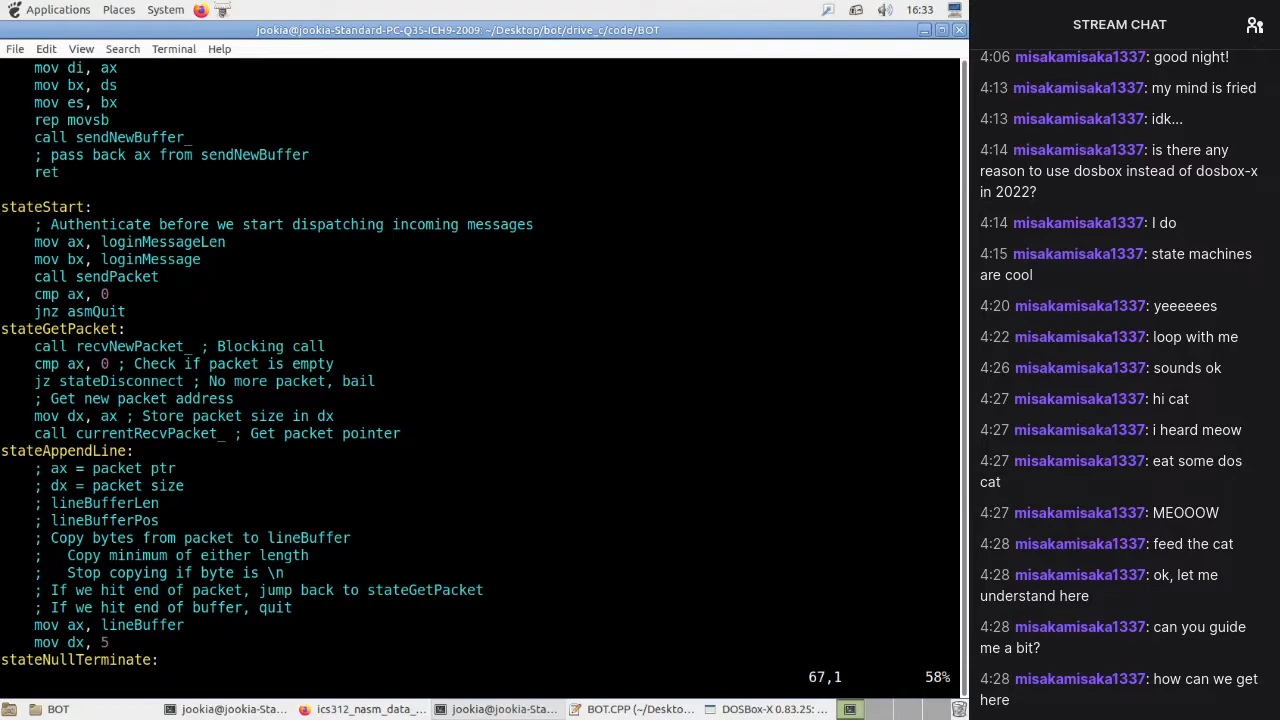 Applications Places System 16:33
jookia@jookia-Standard-PC-Q35-ICH9-2009: ~/Desktop/bot/drive_c/code/BOT
File Edit View Search Terminal Help
mov di, ax
mov bx, ds
mov es, bx
rep movsb
call sendNewBuffer_
; pass back ax from sendNewBuffer
ret
stateStart:
; Authenticate before we start dispatching incoming messages
mov ax, loginMessageLen
mov bx, loginMessage
call sendPacket
cmp ax, 0
jnz asmQuit
stateGetPacket:
call recvNewPacket_ ; Blocking call
cmp ax, 0 ; Check if packet is empty
jz stateDisconnect ; No more packet, bail
; Get new packet address
mov dx, ax ; Store packet size in dx
call currentRecvPacket_ ; Get packet pointer
stateAppendLine:
; ax = packet ptr
; dx = packet size
; lineBufferLen
; lineBufferPos
; Copy bytes from packet to lineBuffer
;   Copy minimum of either length
;   Stop copying if byte is \n
; If we hit end of packet, jump back to stateGetPacket
; If we hit end of buffer, quit
mov ax, lineBuffer
mov dx, 5
stateNullTerminate:
67,1 58%
BOT jookia@jookia-Sta... ics312_nasm_data_... jookia@jookia-Sta... BOT.CPP (~/Deskto... DOSBox-X 0.83.25: ...
STREAM CHAT
4:06 misakamisaka1337: good night!
4:13 misakamisaka1337: my mind is fried
4:13 misakamisaka1337: idk...
4:14 misakamisaka1337: is there any
reason to use dosbox instead of dosbox-x
in 2022?
4:14 misakamisaka1337: I do
4:15 misakamisaka1337: state machines
are cool
4:20 misakamisaka1337: yeeeeees
4:22 misakamisaka1337: loop with me
4:26 misakamisaka1337: sounds ok
4:27 misakamisaka1337: hi cat
4:27 misakamisaka1337: i heard meow
4:27 misakamisaka1337: eat some dos
cat
4:27 misakamisaka1337: MEOOOW
4:28 misakamisaka1337: feed the cat
4:28 misakamisaka1337: ok, let me
understand here
4:28 misakamisaka1337: can you guide
me a bit?
4:28 misakamisaka1337: how can we get
here